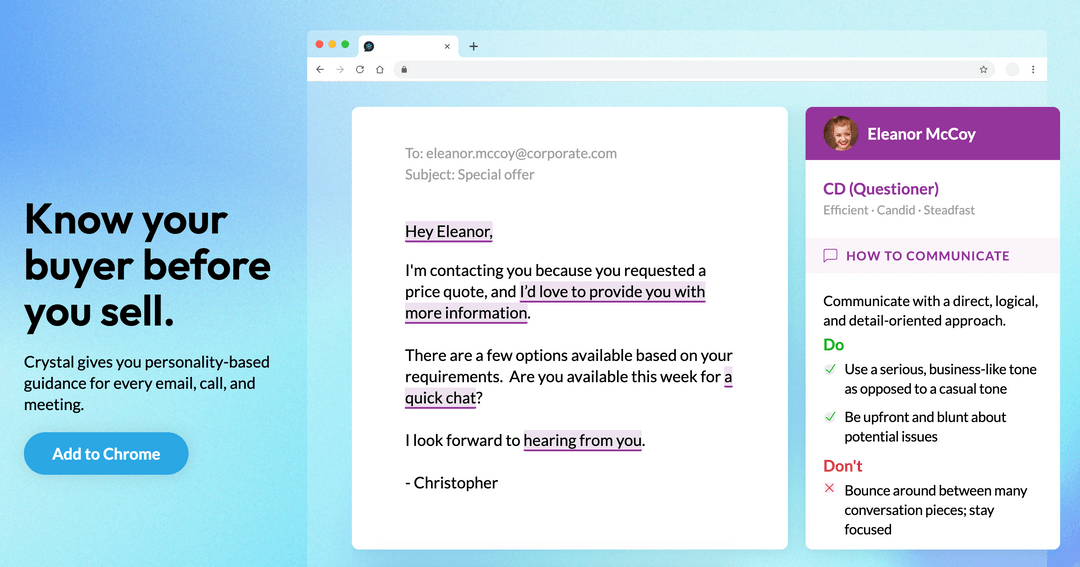 Know your
buyer before
you sell.
Crystal gives you personality-based
guidance for every email, call, and
meeting.
Add to Chrome
To: eleanor.mccoy@corporate.com
Subject: Special offer
Hey Eleanor,
I'm contacting you because you requested a
price quote, and I’d love to provide you with
more information.
There are a few options available based on your
requirements.  Are you available this week for a
quick chat?
I look forward to hearing from you.
- Christopher
Eleanor McCoy
CD (Questioner)
Efficient · Candid · Steadfast
HOW TO COMMUNICATE
Communicate with a direct, logical,
and detail-oriented approach.
Do
Use a serious, business-like tone
as opposed to a casual tone
Be upfront and blunt about
potential issues
Don't
Bounce around between many
conversation pieces; stay
focused